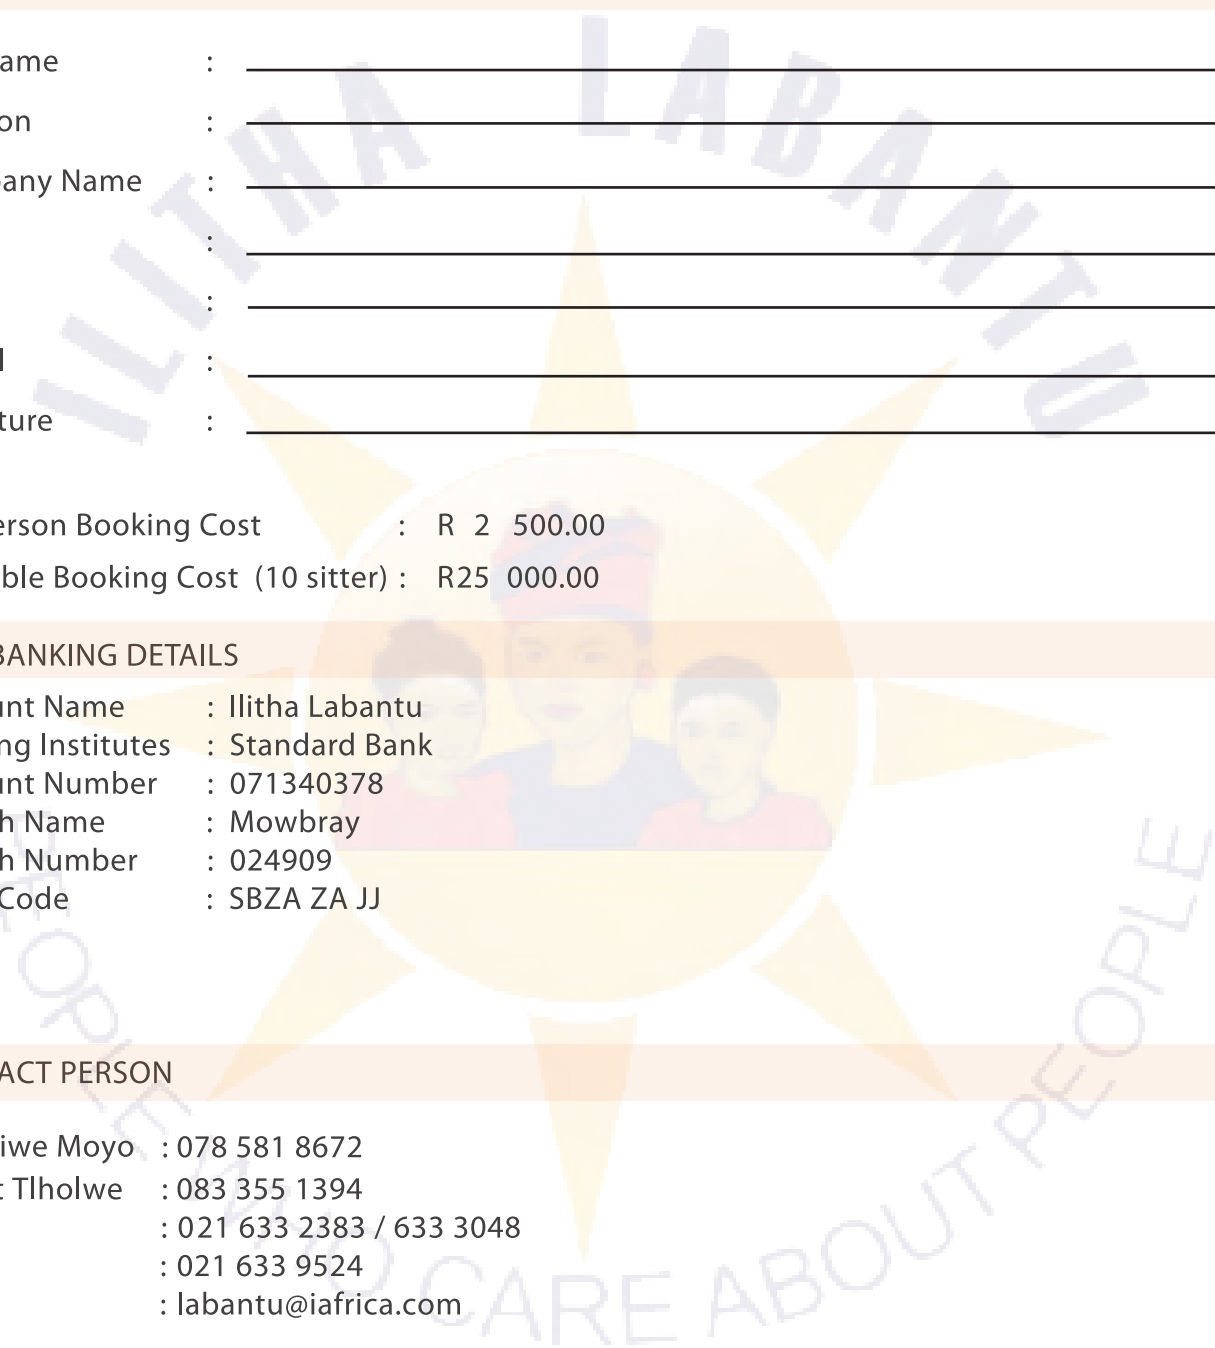 ame :
on :
pany Name :
:
:
l :
ture :
erson Booking Cost : R 2 500.00
ble Booking Cost (10 sitter) : R25 000.00
BANKING DETAILS
unt Name : Ilitha Labantu
ng Institutes : Standard Bank
unt Number : 071340378
h Name : Mowbray
h Number : 024909
Code : SBZA ZA JJ
ACT PERSON
iwe Moyo : 078 581 8672
t Tlholwe : 083 355 1394
: 021 633 2383 / 633 3048
: 021 633 9524
: labantu@iafrica.com
ILITHA LABANTU
PEOPLE WHO CARE ABOUT PEOPLE